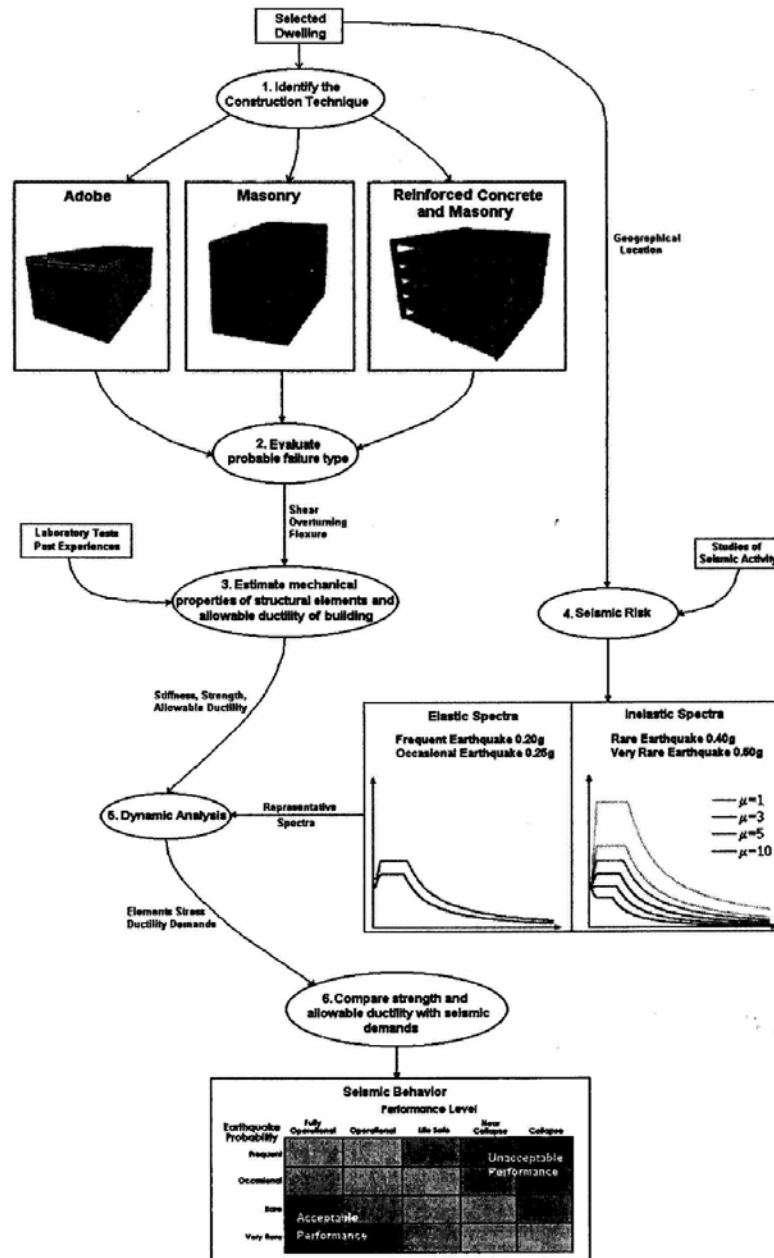 Selected
Dwelling
1. Identify the
Construction Technique
Adobe
Masonry
Reinforced Concrete
and Masonry
Geographical
Location
2. Evaluate
probable failure type
Shear
Overturning
Flexure
Laboratory Tests
Past Experiences
Studies of
Seismic Activity
3. Estimate mechanical
properties of structural elements and
allowable ductility of building
4. Seismic Risk
Stiffness, Strength,
Allowable Ductility
Elastic Spectra
Frequent Earthquake 0.20g
Occasional Earthquake 0.25g
Inelastic Spectra
Rare Earthquake 0.40g
Very Rare Earthquake 0.50g
μ=1
μ=3
μ=5
μ=10
5. Dynamic Analysis
Representative
Spectra
Elements Stress
Ductility Demands
6. Compare strength and
allowable ductility with seismic
demands
Seismic Behavior
Performance Level
Earthquake
Probability
Fully
Operational
Operational
Life Safe
Near
Collapse
Collapse
Frequent
Occasional
Rare
Very Rare
Unacceptable
Performance
Acceptable
Performance